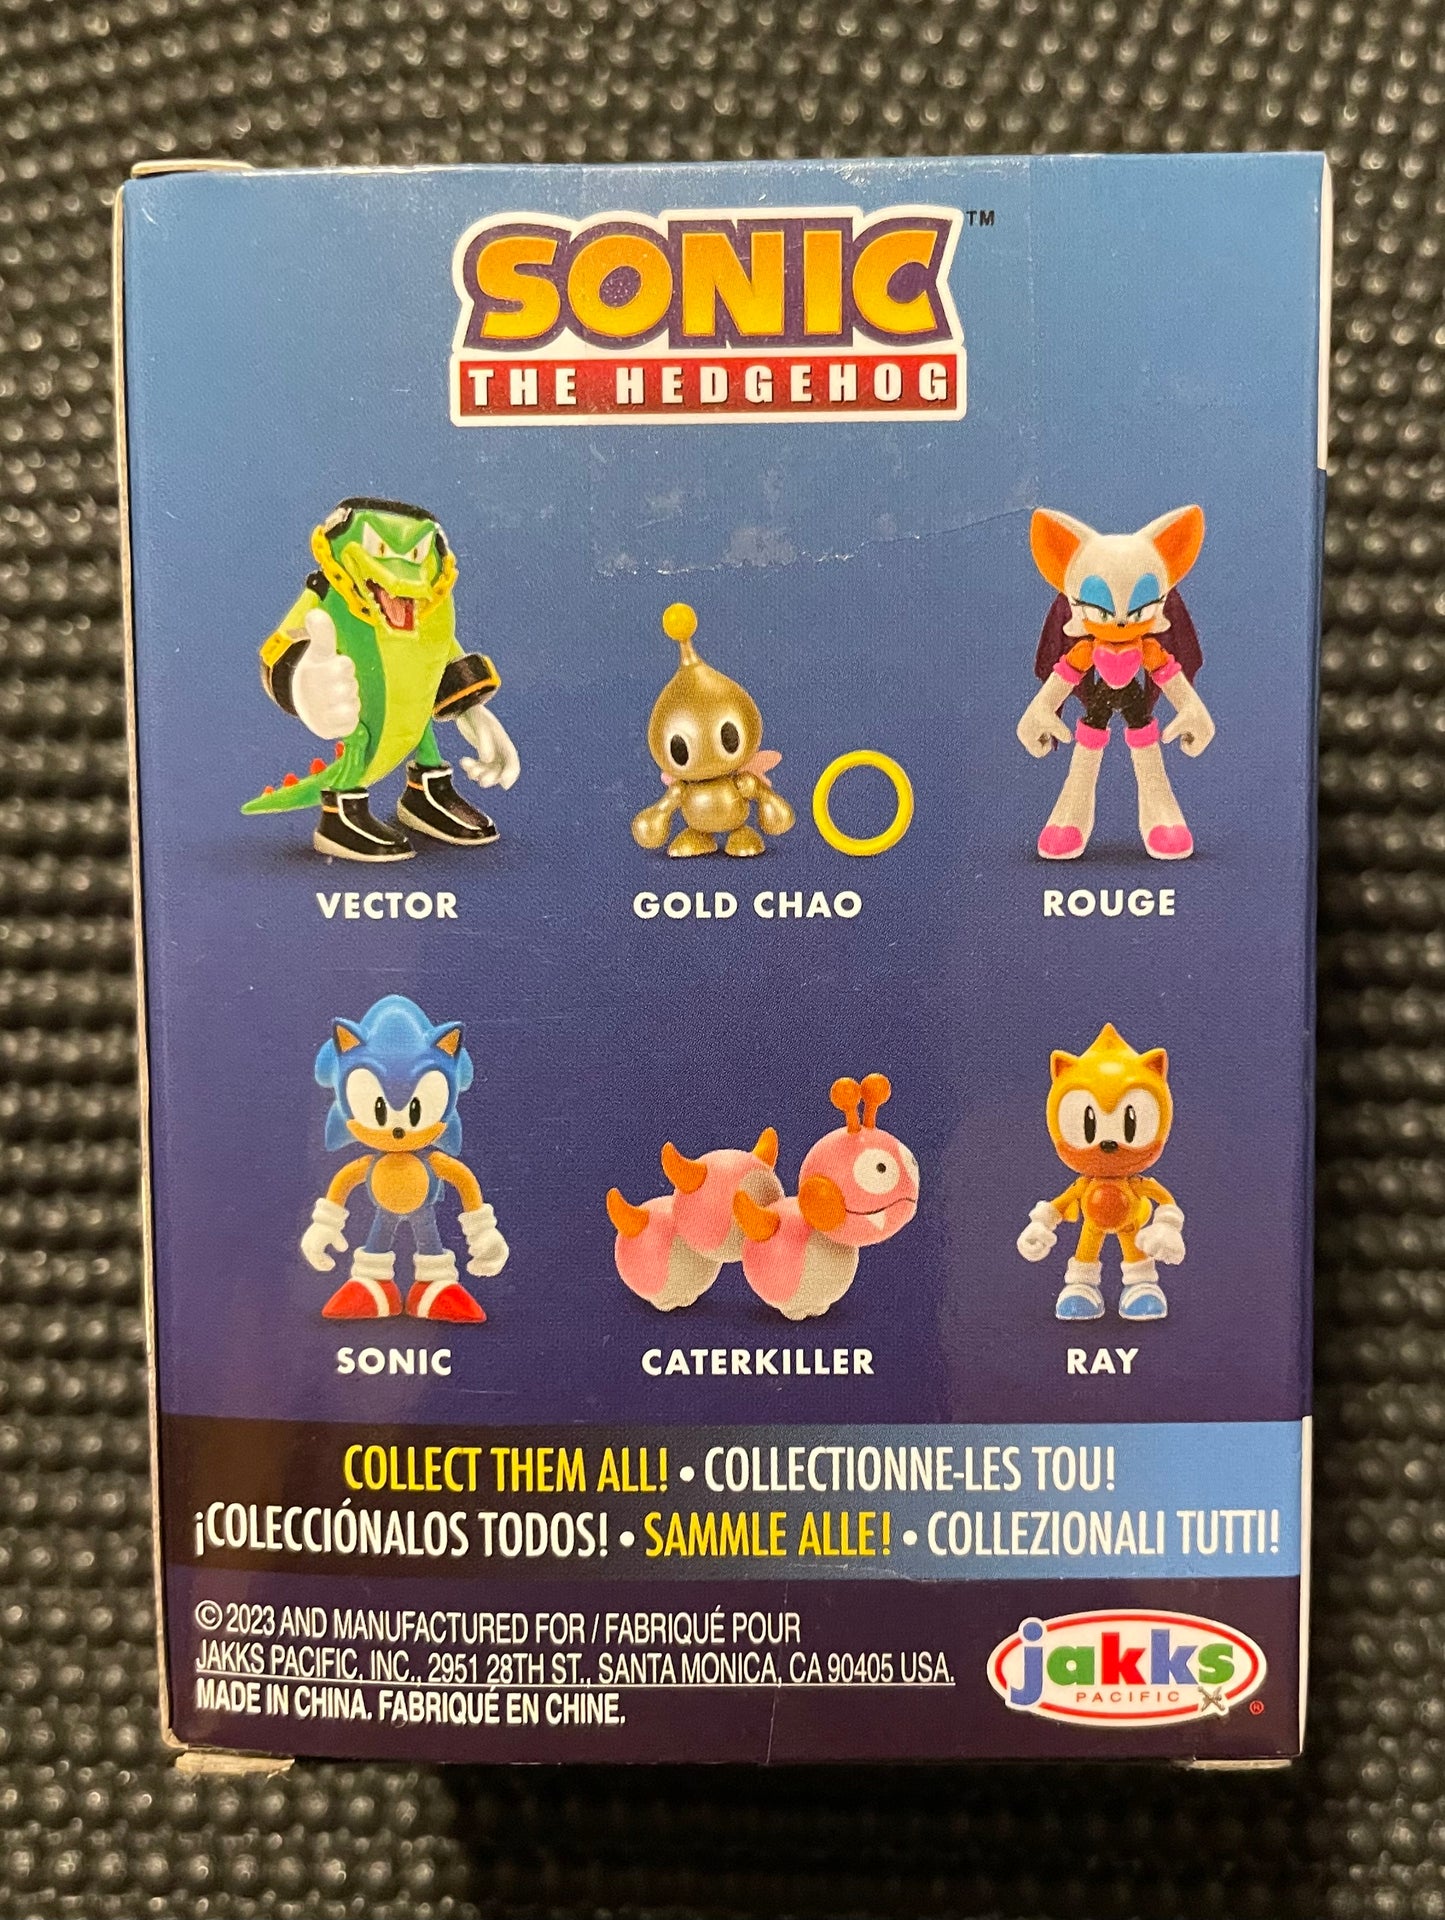 SONIC™
THE HEDGEHOG
VECTOR
GOLD CHAO
ROUGE
SONIC
CATERKILLER
RAY
COLLECT THEM ALL! • COLLECTIONNE-LES TOU!
¡COLECCIÓNALOS TODOS! • SAMMLE ALLE! • COLLEZIONALI TUTTI!
© 2023 AND MANUFACTURED FOR / FABRIQUÉ POUR
JAKKS PACIFIC, INC., 2951 28TH ST., SANTA MONICA, CA 90405 USA.
MADE IN CHINA. FABRIQUÉ EN CHINE.
jakks
PACIFIC
®